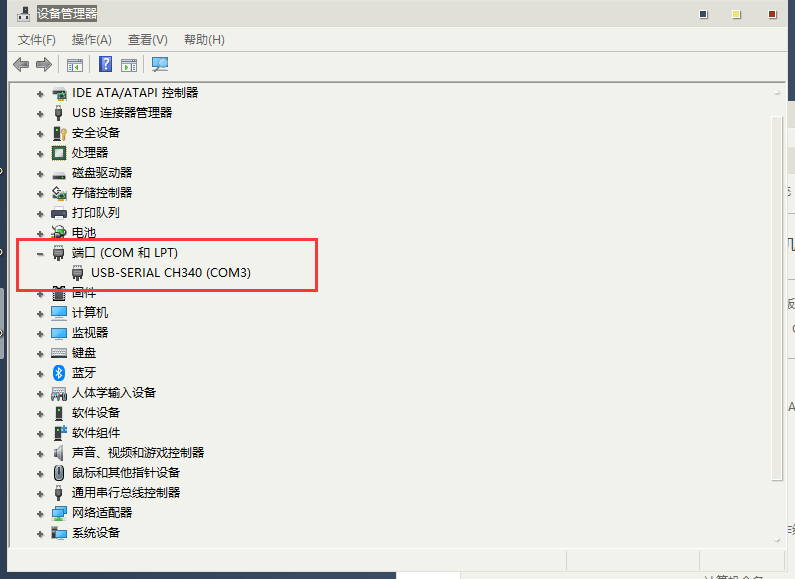 设备管理器
文件(F) 操作(A) 查看(V) 帮助(H)
IDE ATA/ATAPI 控制器
USB 连接器管理器
安全设备
处理器
磁盘驱动器
存储控制器
打印队列
电池
端口 (COM 和 LPT)
USB-SERIAL CH340 (COM3)
固件
计算机
监视器
键盘
蓝牙
人体学输入设备
软件设备
软件组件
声音、视频和游戏控制器
鼠标和其他指针设备
通用串行总线控制器
网络适配器
系统设备